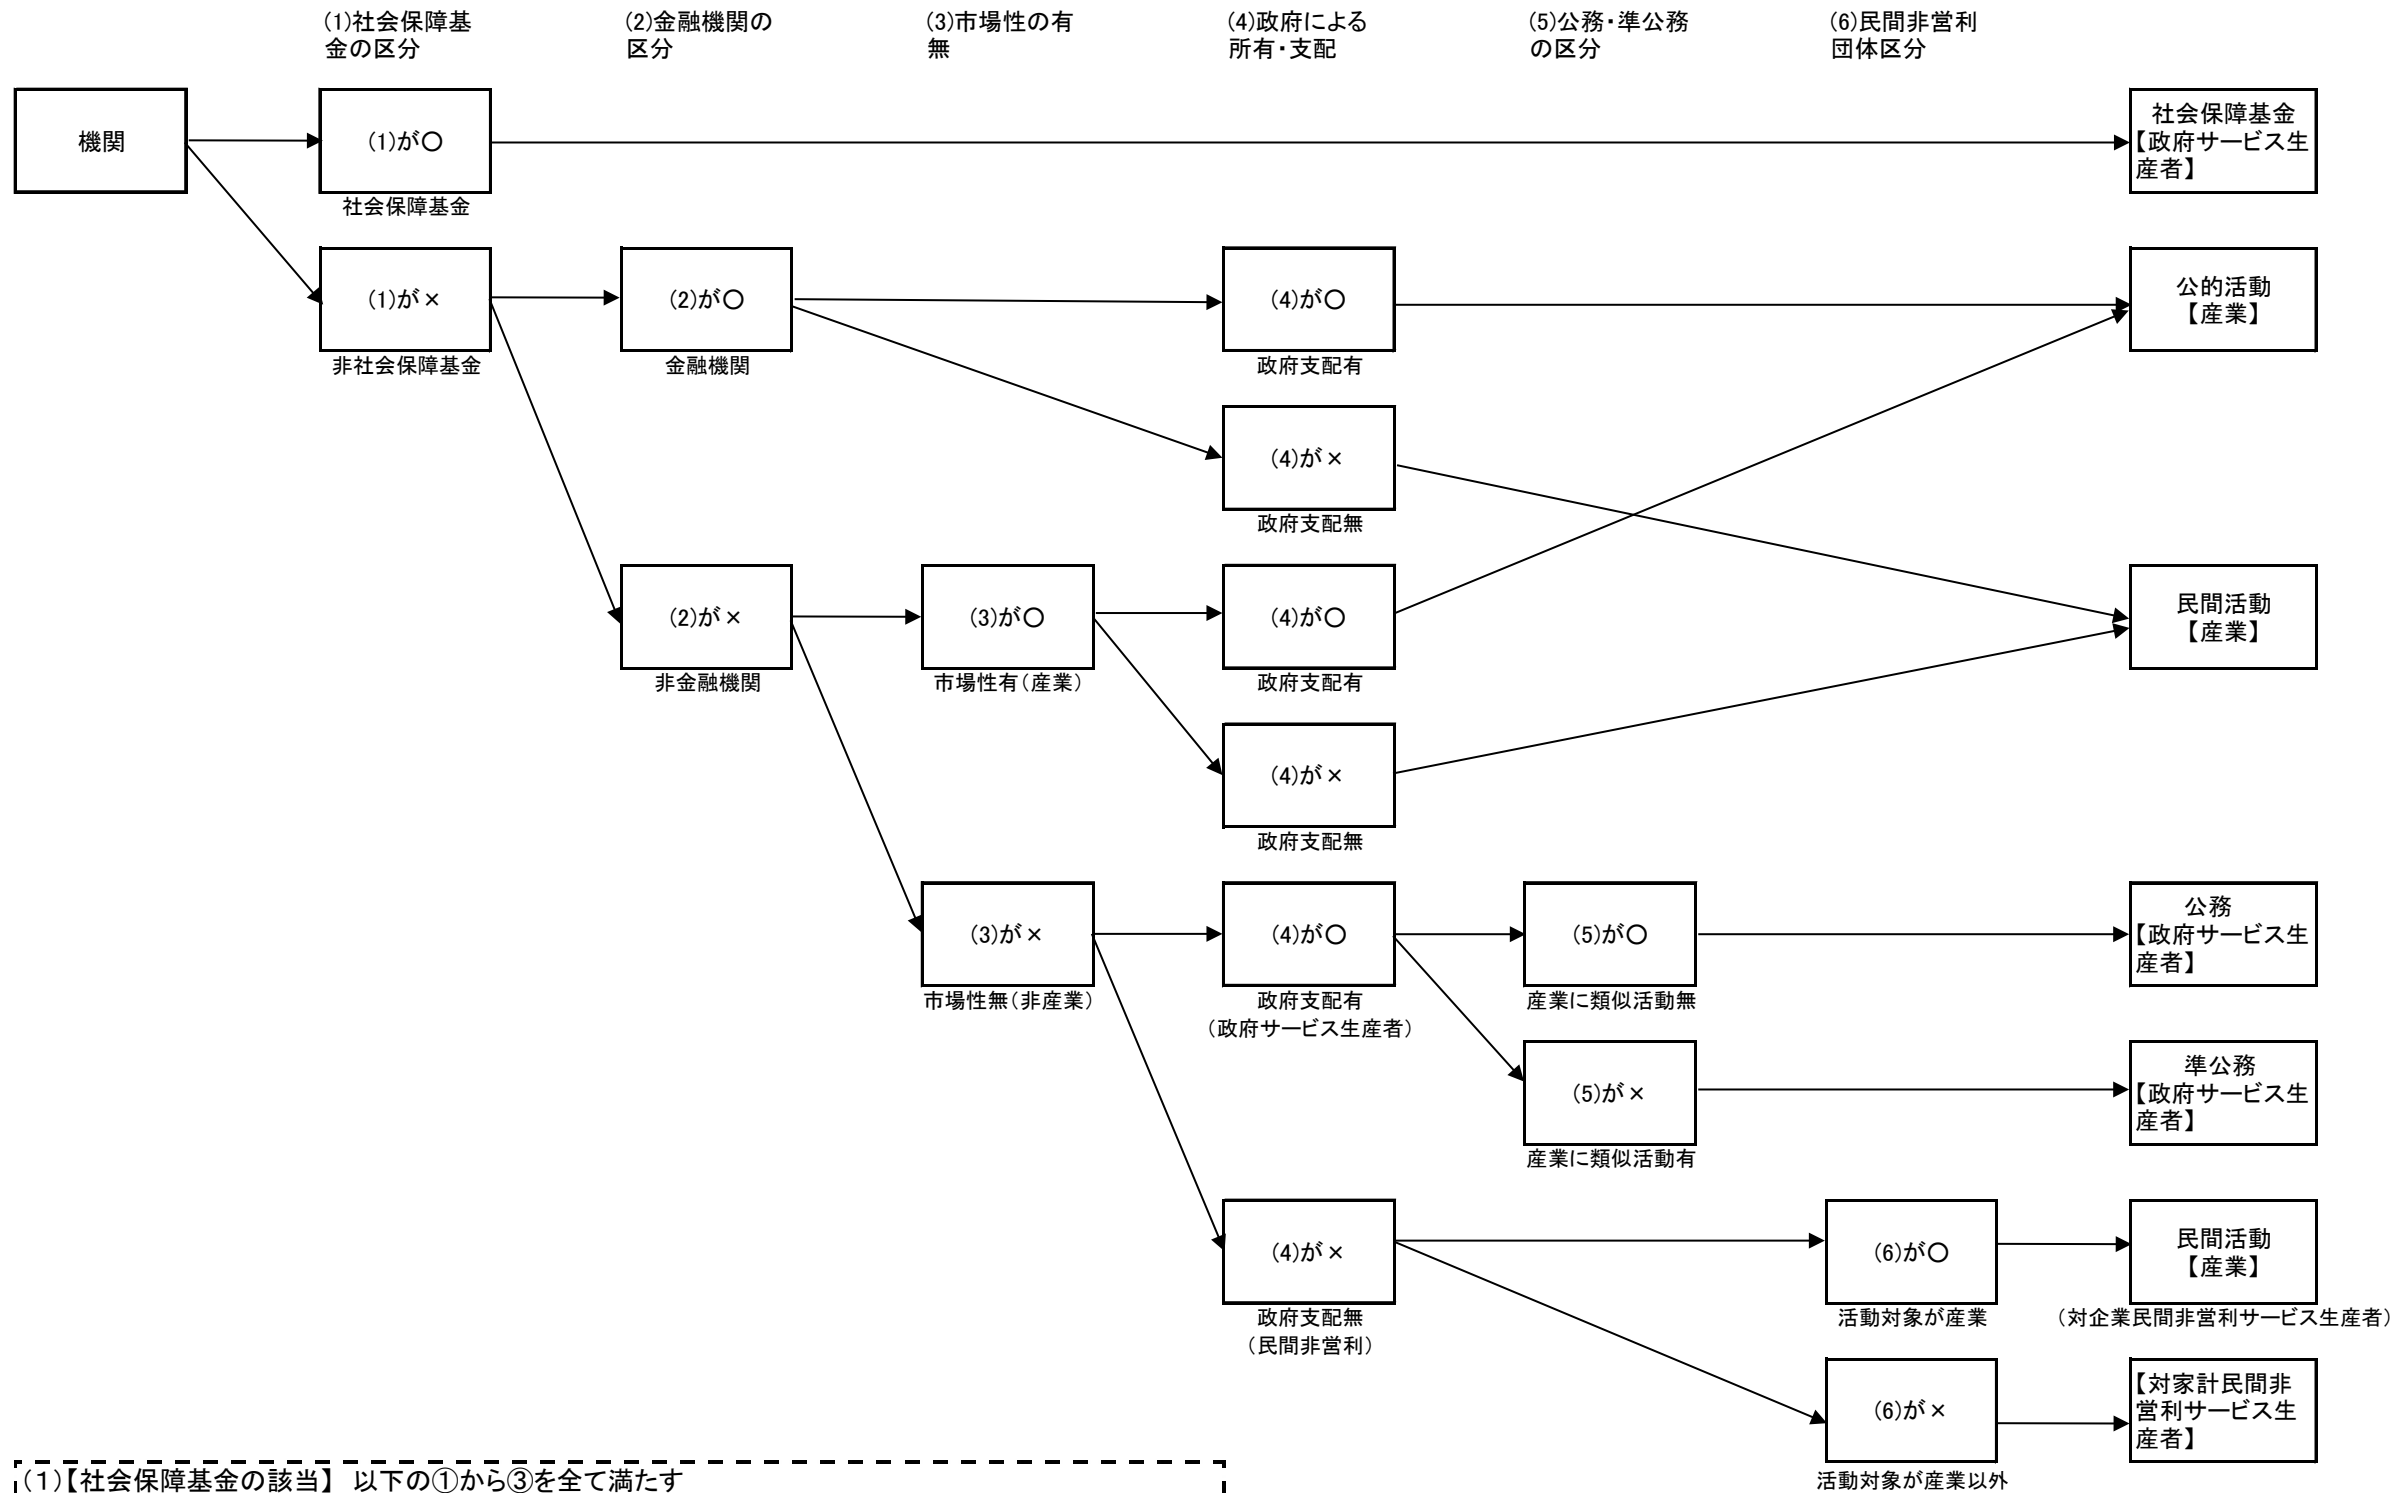 (1)社会保障基
金の区分
(2)金融機関の
区分
(3)市場性の有
無
(4)政府による
所有・支配
(5)公務・準公務
の区分
(6)民間非営利
団体区分
機関
(1)が〇
社会保障基金
社会保障基金
【政府サービス生
産者】
(1)が×
非社会保障基金
(2)が〇
金融機関
(4)が〇
政府支配有
公的活動
【産業】
(4)が×
政府支配無
(2)が×
非金融機関
(3)が〇
市場性有（産業）
(4)が〇
政府支配有
民間活動
【産業】
(4)が×
政府支配無
(3)が×
市場性無（非産業）
(4)が〇
政府支配有
（政府サービス生産者）
(5)が〇
産業に類似活動無
公務
【政府サービス生
産者】
(5)が×
産業に類似活動有
準公務
【政府サービス生
産者】
(4)が×
政府支配無
（民間非営利）
(6)が〇
活動対象が産業
民間活動
【産業】
（対企業民間非営利サービス生産者）
(6)が×
活動対象が産業以外
【対家計民間非
営利サービス生
産者】
（１）【社会保障基金の該当】 以下の①から③を全て満たす